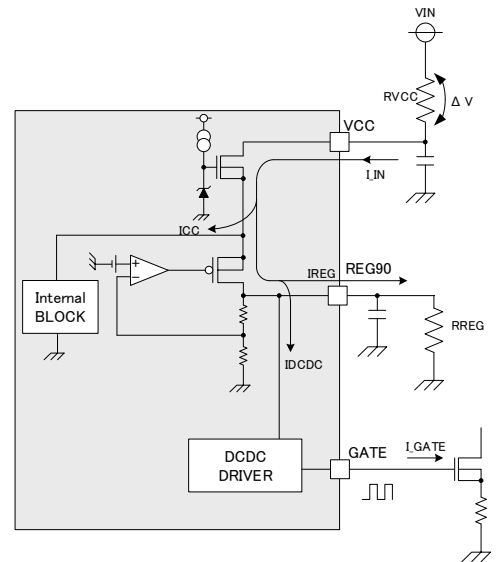 VIN
RVCC
ΔV
VCC
I_IN
ICC
IREG
REG90
+
−
Internal
BLOCK
RREG
IDCDC
DCDC
DRIVER
GATE
I_GATE